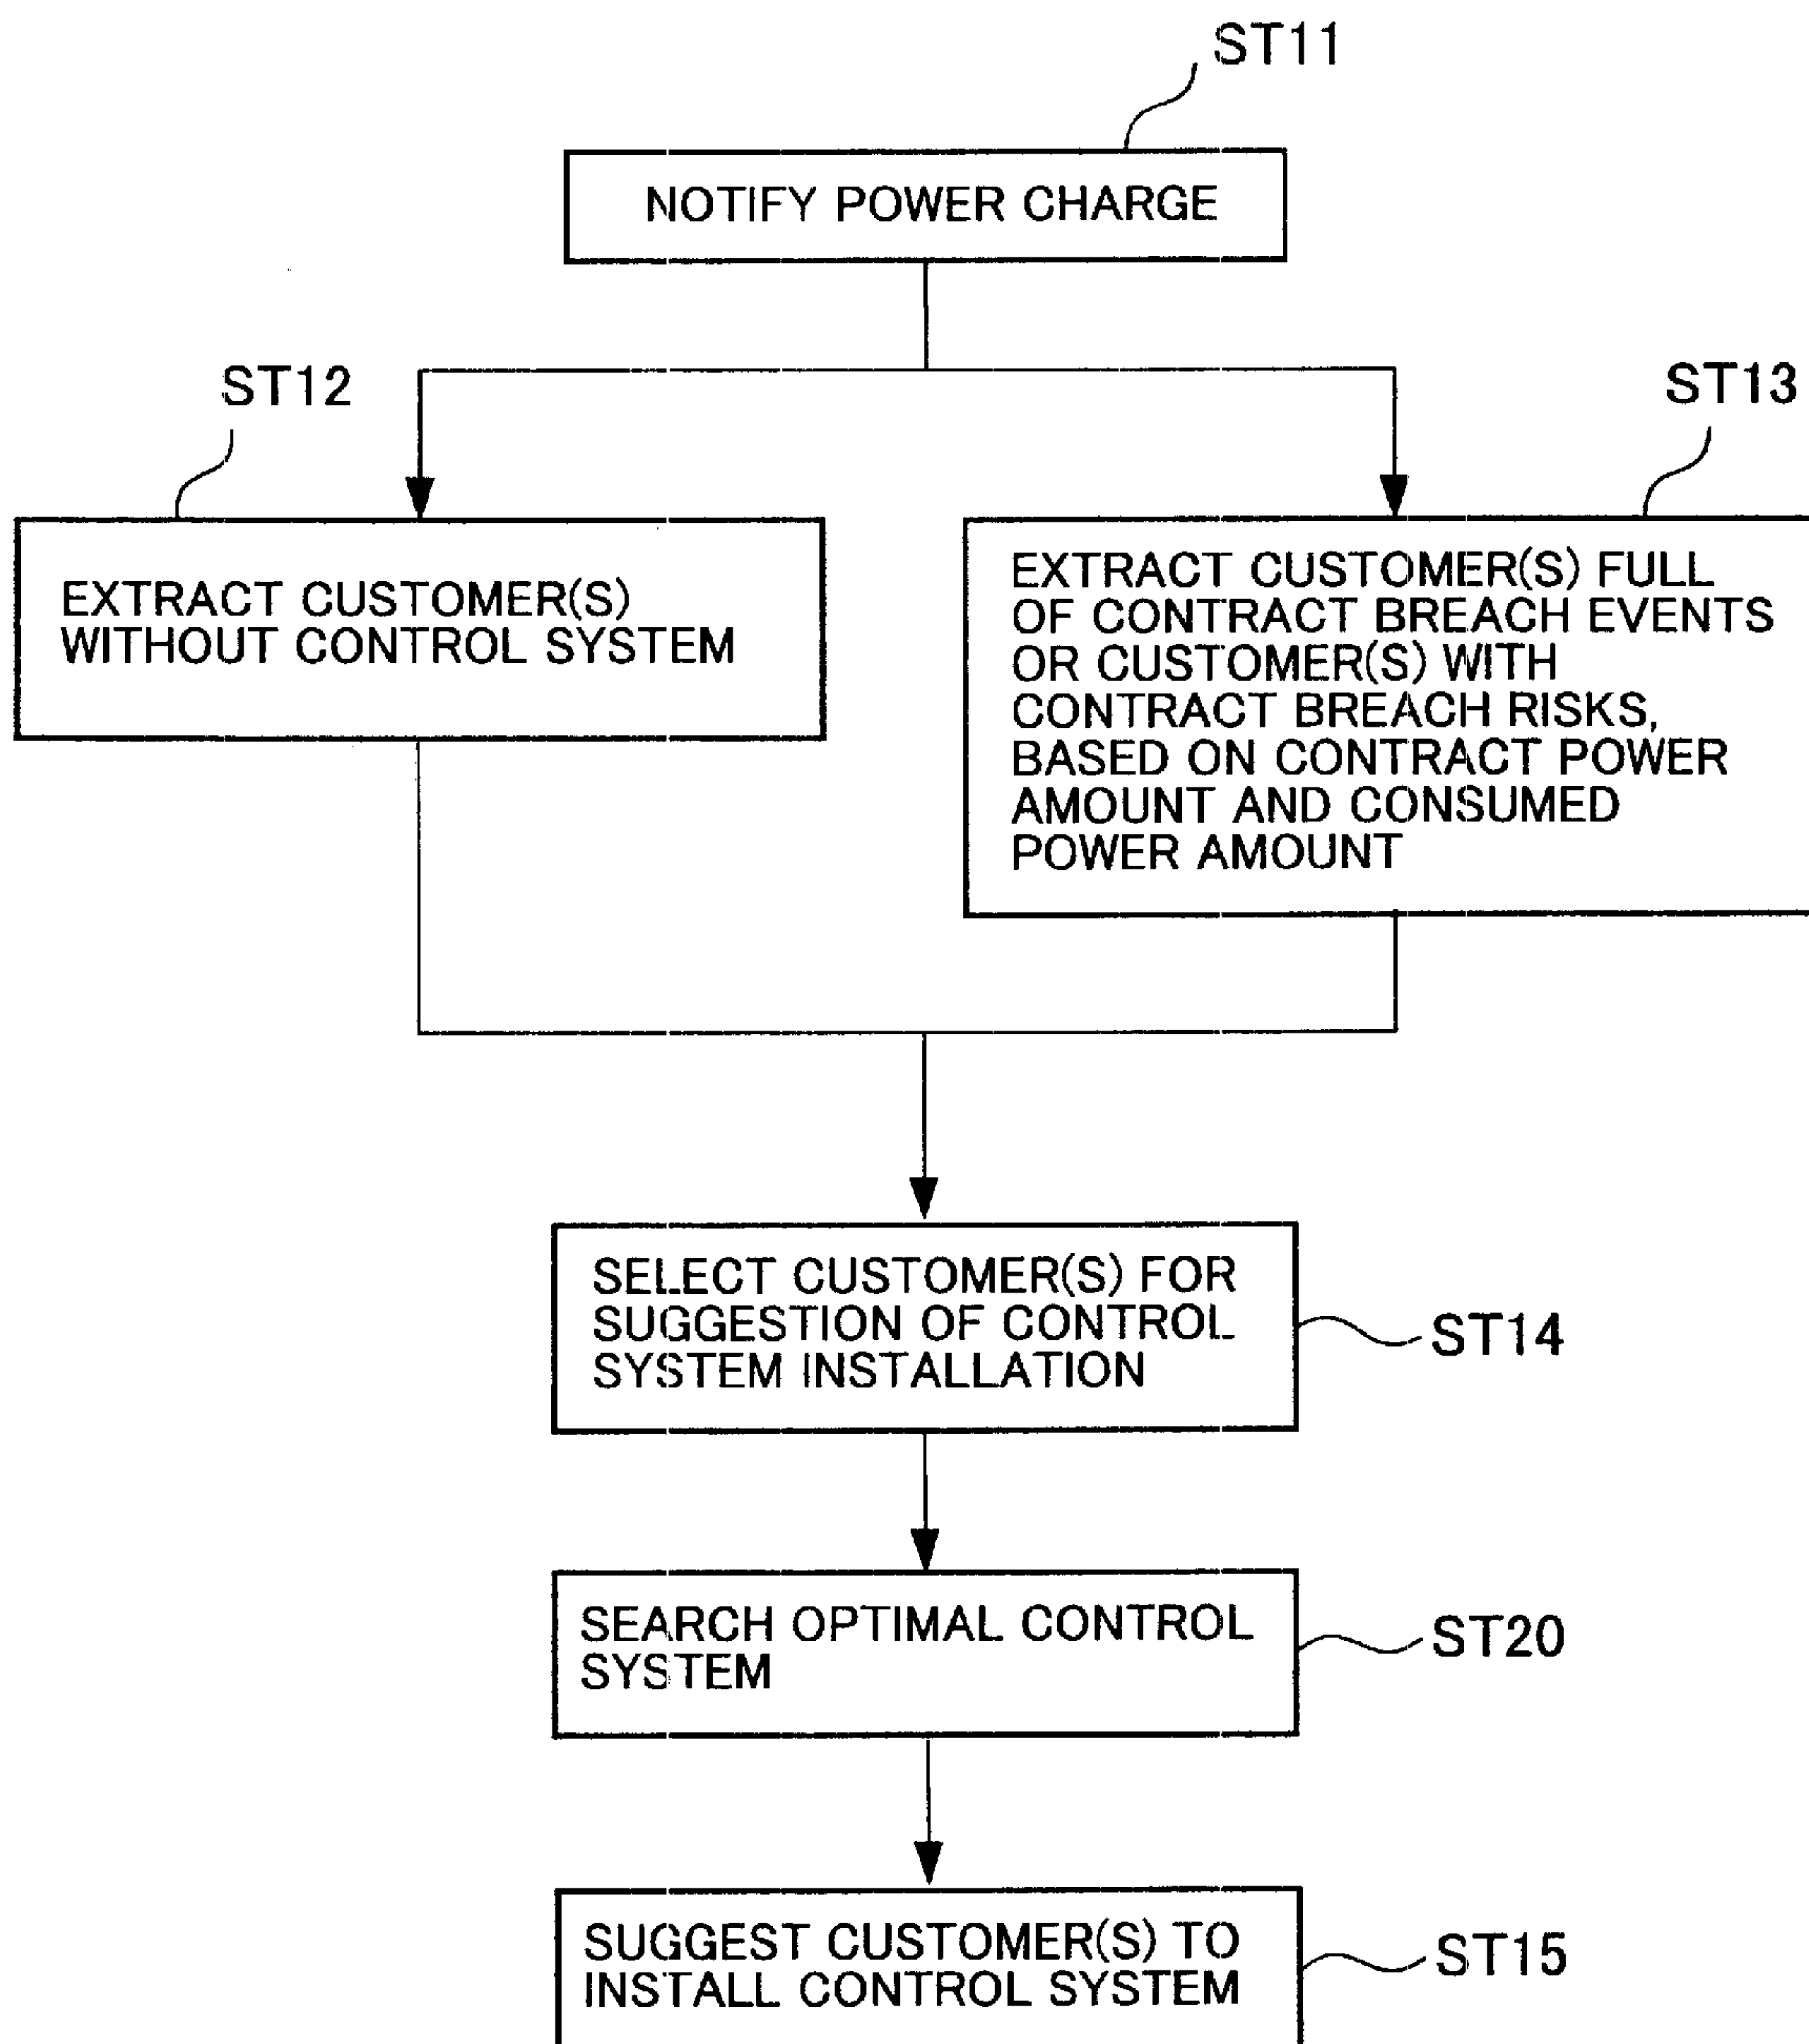 ST11
NOTIFY POWER CHARGE
ST12
ST13
EXTRACT CUSTOMER(S)
WITHOUT CONTROL SYSTEM
EXTRACT CUSTOMER(S) FULL
OF CONTRACT BREACH EVENTS
OR CUSTOMER(S) WITH
CONTRACT BREACH RISKS,
BASED ON CONTRACT POWER
AMOUNT AND CONSUMED
POWER AMOUNT
SELECT CUSTOMER(S) FOR
SUGGESTION OF CONTROL
SYSTEM INSTALLATION
ST14
SEARCH OPTIMAL CONTROL
SYSTEM
ST20
SUGGEST CUSTOMER(S) TO
INSTALL CONTROL SYSTEM
ST15